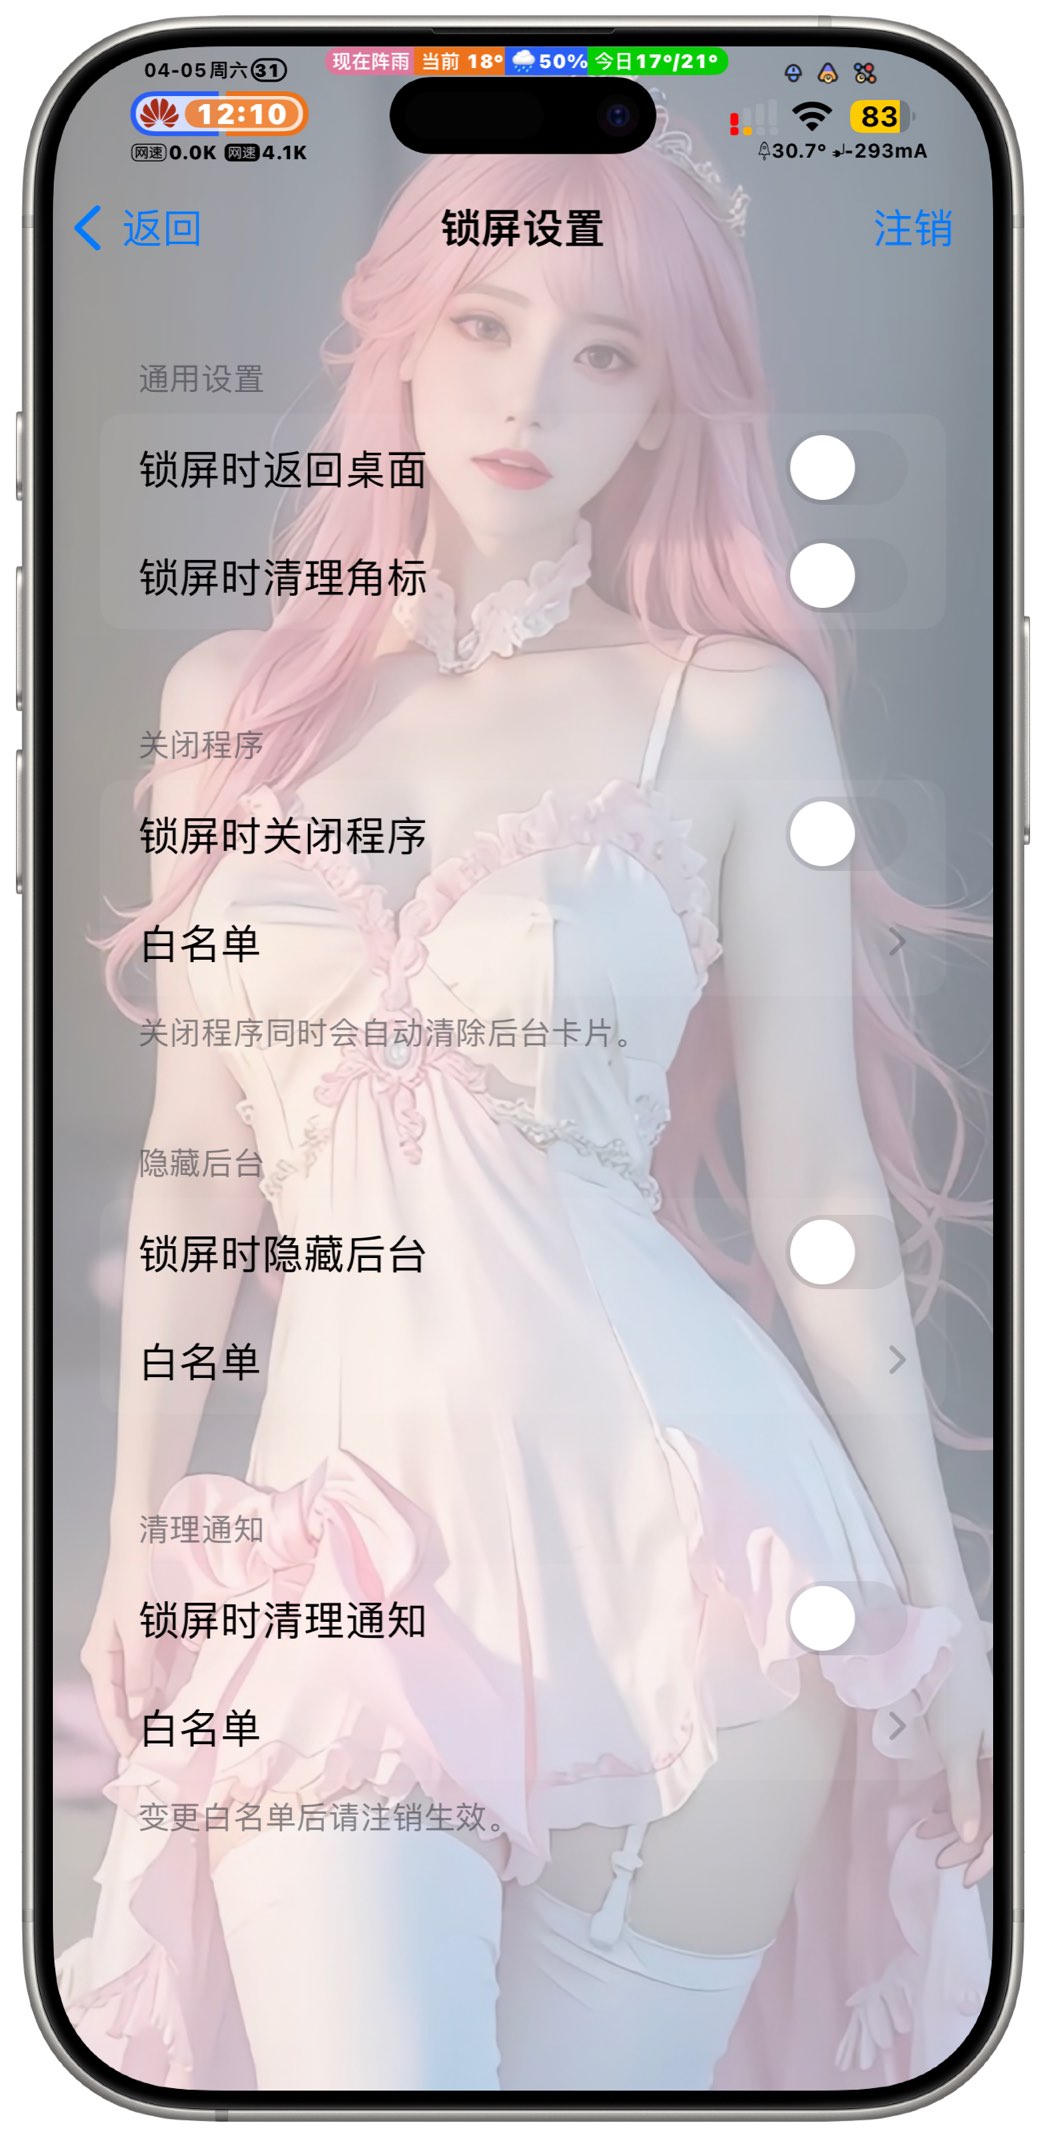 现在阵雨 当前 18° 🌧️50% 今日17°/21°
04-05周六31
12:10
83
网速0.0K 网速4.1K
30.7° -293mA
返回 锁屏设置 注销
通用设置
锁屏时返回桌面
锁屏时清理角标
关闭程序
锁屏时关闭程序
白名单
关闭程序同时会自动清除后台卡片。
隐藏后台
锁屏时隐藏后台
白名单
清理通知
锁屏时清理通知
白名单
变更白名单后请注销生效。